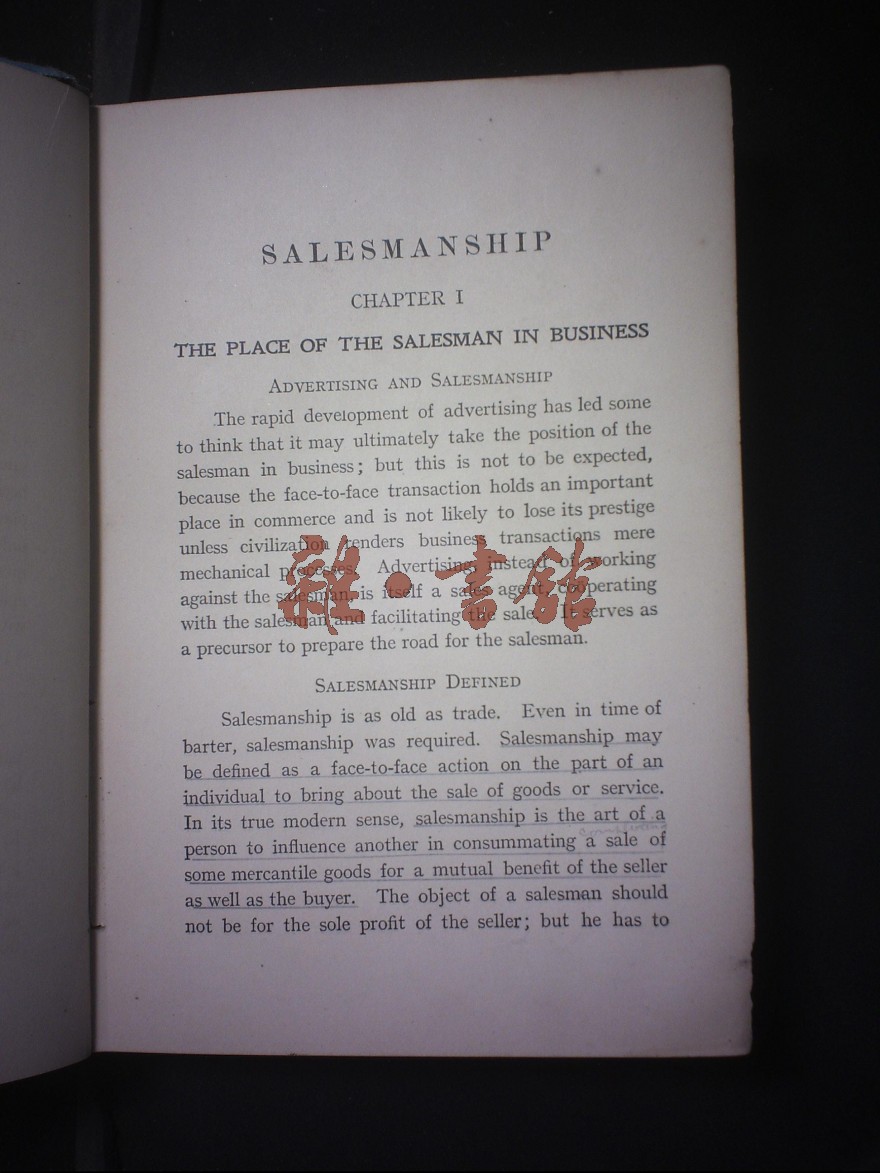 SALESMANSHIP
CHAPTER I
THE PLACE OF THE SALESMAN IN BUSINESS
ADVERTISING AND SALESMANSHIP
The rapid development of advertising has led some
to think that it may ultimately take the position of the
salesman in business; but this is not to be expected,
because the face-to-face transaction holds an important
place in commerce and is not likely to lose its prestige
unless civilization renders business transactions mere
mechanical processes. Advertising, instead of working
against the salesman, is itself a sales agent, cooperating
with the salesman and facilitating the sale. It serves as
a precursor to prepare the road for the salesman.
雜·書館
SALESMANSHIP DEFINED
Salesmanship is as old as trade. Even in time of
barter, salesmanship was required. Salesmanship may
be defined as a face-to-face action on the part of an
individual to bring about the sale of goods or service.
In its true modern sense, salesmanship is the art of a
person to influence another in consummating a sale of
some mercantile goods for a mutual benefit of the seller
as well as the buyer. The object of a salesman should
not be for the sole profit of the seller; but he has to